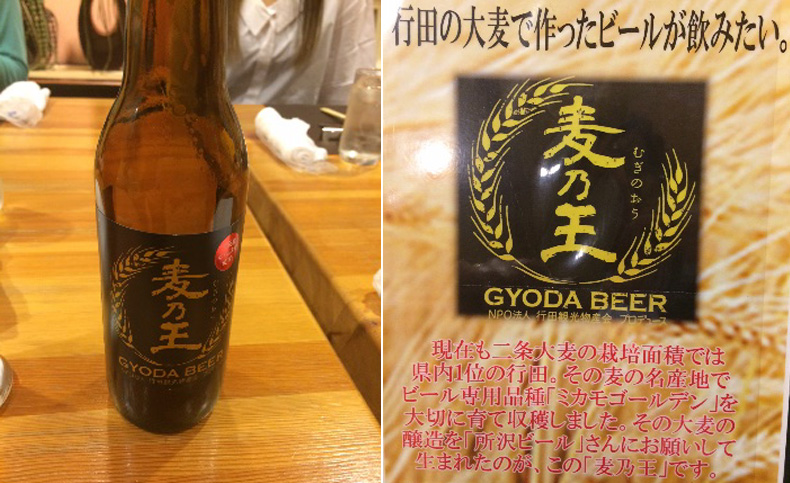 麦乃王
むぎのおう
GYODA BEER
行田の大麦で作ったビールが飲みたい。
麦乃王
むぎのおう
GYODA BEER
NPO法人 行田観光物産会 プロデュース
現在も二条大麦の栽培面積では
県内1位の行田。その麦の名産地で
ビール専用品種「ミカモゴールデン」を
大切に育て収穫しました。その大麦の
醸造を「所沢ビール」さんにお願いして
生まれたのが、この「麦乃王」です。